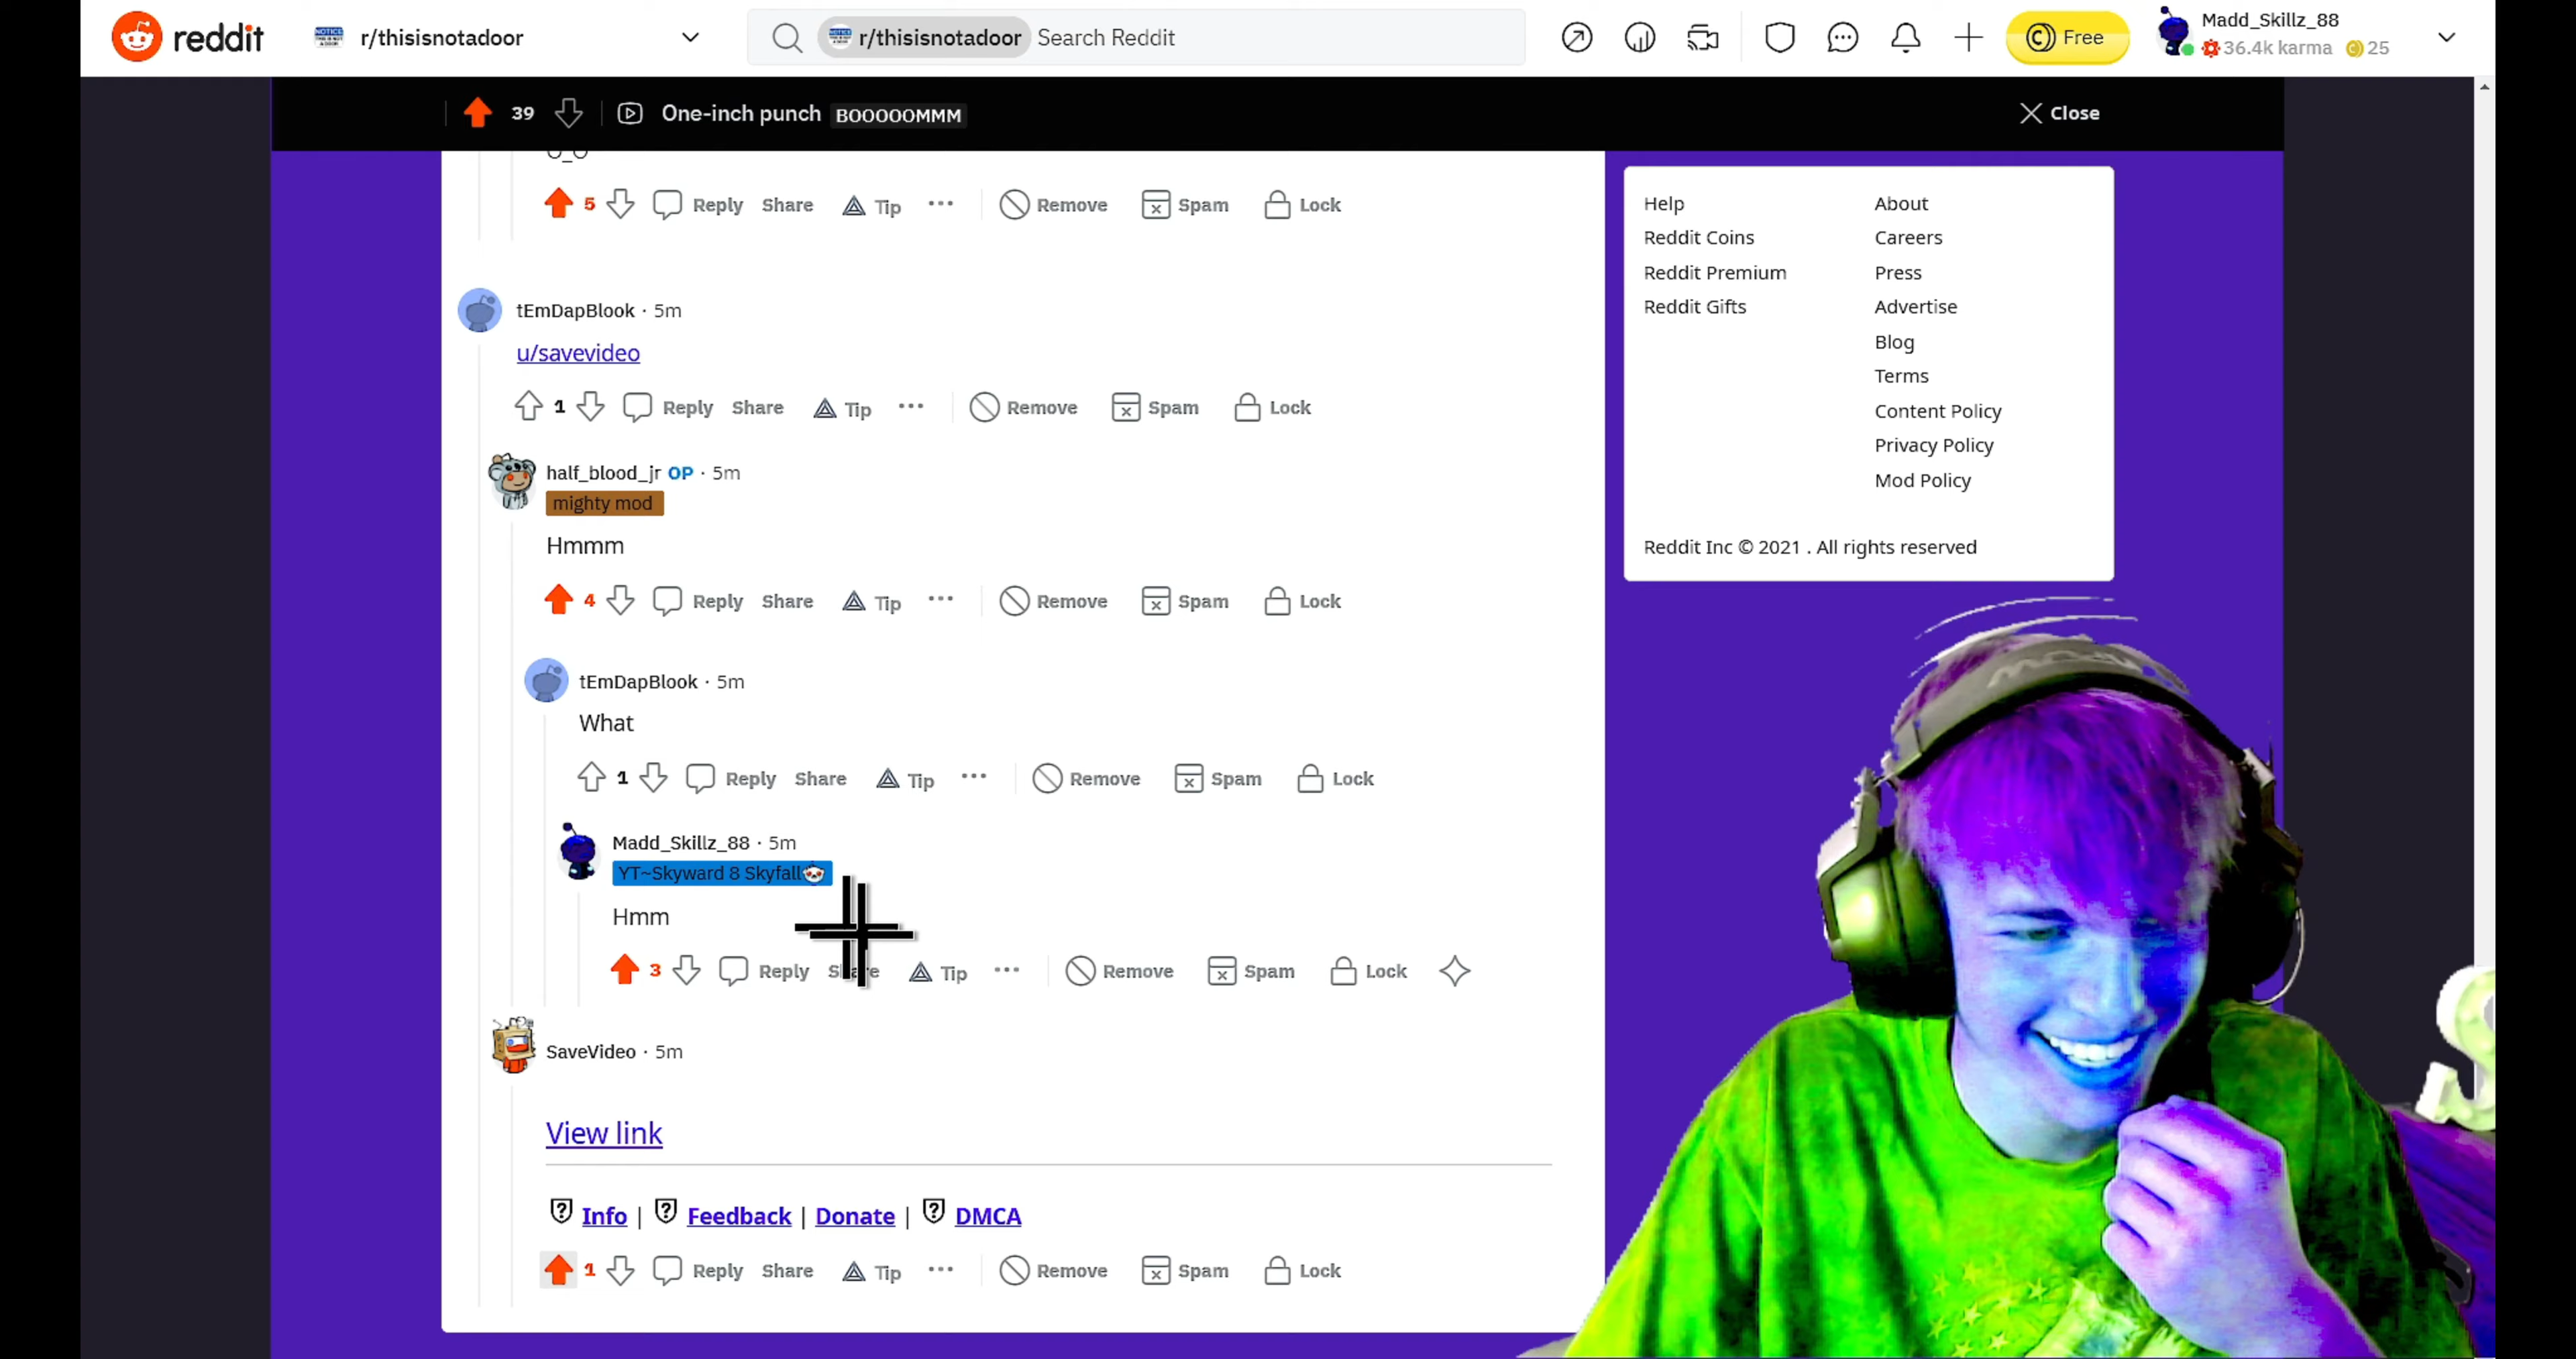 reddit r/thisisnotadoor r/thisisnotadoor Search Reddit Free Madd_Skillz_88
36.4k karma 25
39 One-inch punch BOOOOOMMM Close
5 Reply Share Tip ... Remove Spam Lock
tEmDapBlook · 5m
u/savevideo
1 Reply Share Tip ... Remove Spam Lock
half_blood_jr OP · 5m
mighty mod
Hmmm
4 Reply Share Tip ... Remove Spam Lock
tEmDapBlook · 5m
What
1 Reply Share Tip ... Remove Spam Lock
Madd_Skillz_88 · 5m
YT~Skyward 8 Skyfall
Hmm
3 Reply Share Tip ... Remove Spam Lock
SaveVideo · 5m
View link
Info | Feedback | Donate | DMCA
1 Reply Share Tip ... Remove Spam Lock
Help About
Reddit Coins Careers
Reddit Premium Press
Reddit Gifts Advertise
Blog
Terms
Content Policy
Privacy Policy
Mod Policy
Reddit Inc © 2021 . All rights reserved